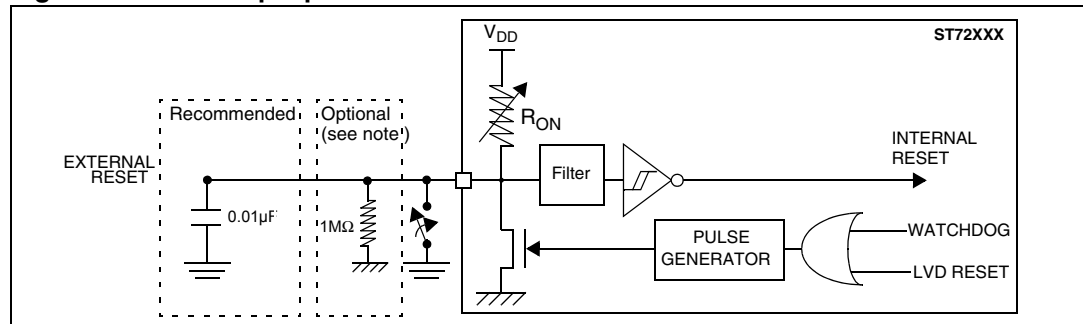 ST72XXX
VDD
RON
Recommended
Optional
(see note)
EXTERNAL
RESET
0.01µF
1MΩ
Filter
INTERNAL
RESET
PULSE
GENERATOR
WATCHDOG
LVD RESET